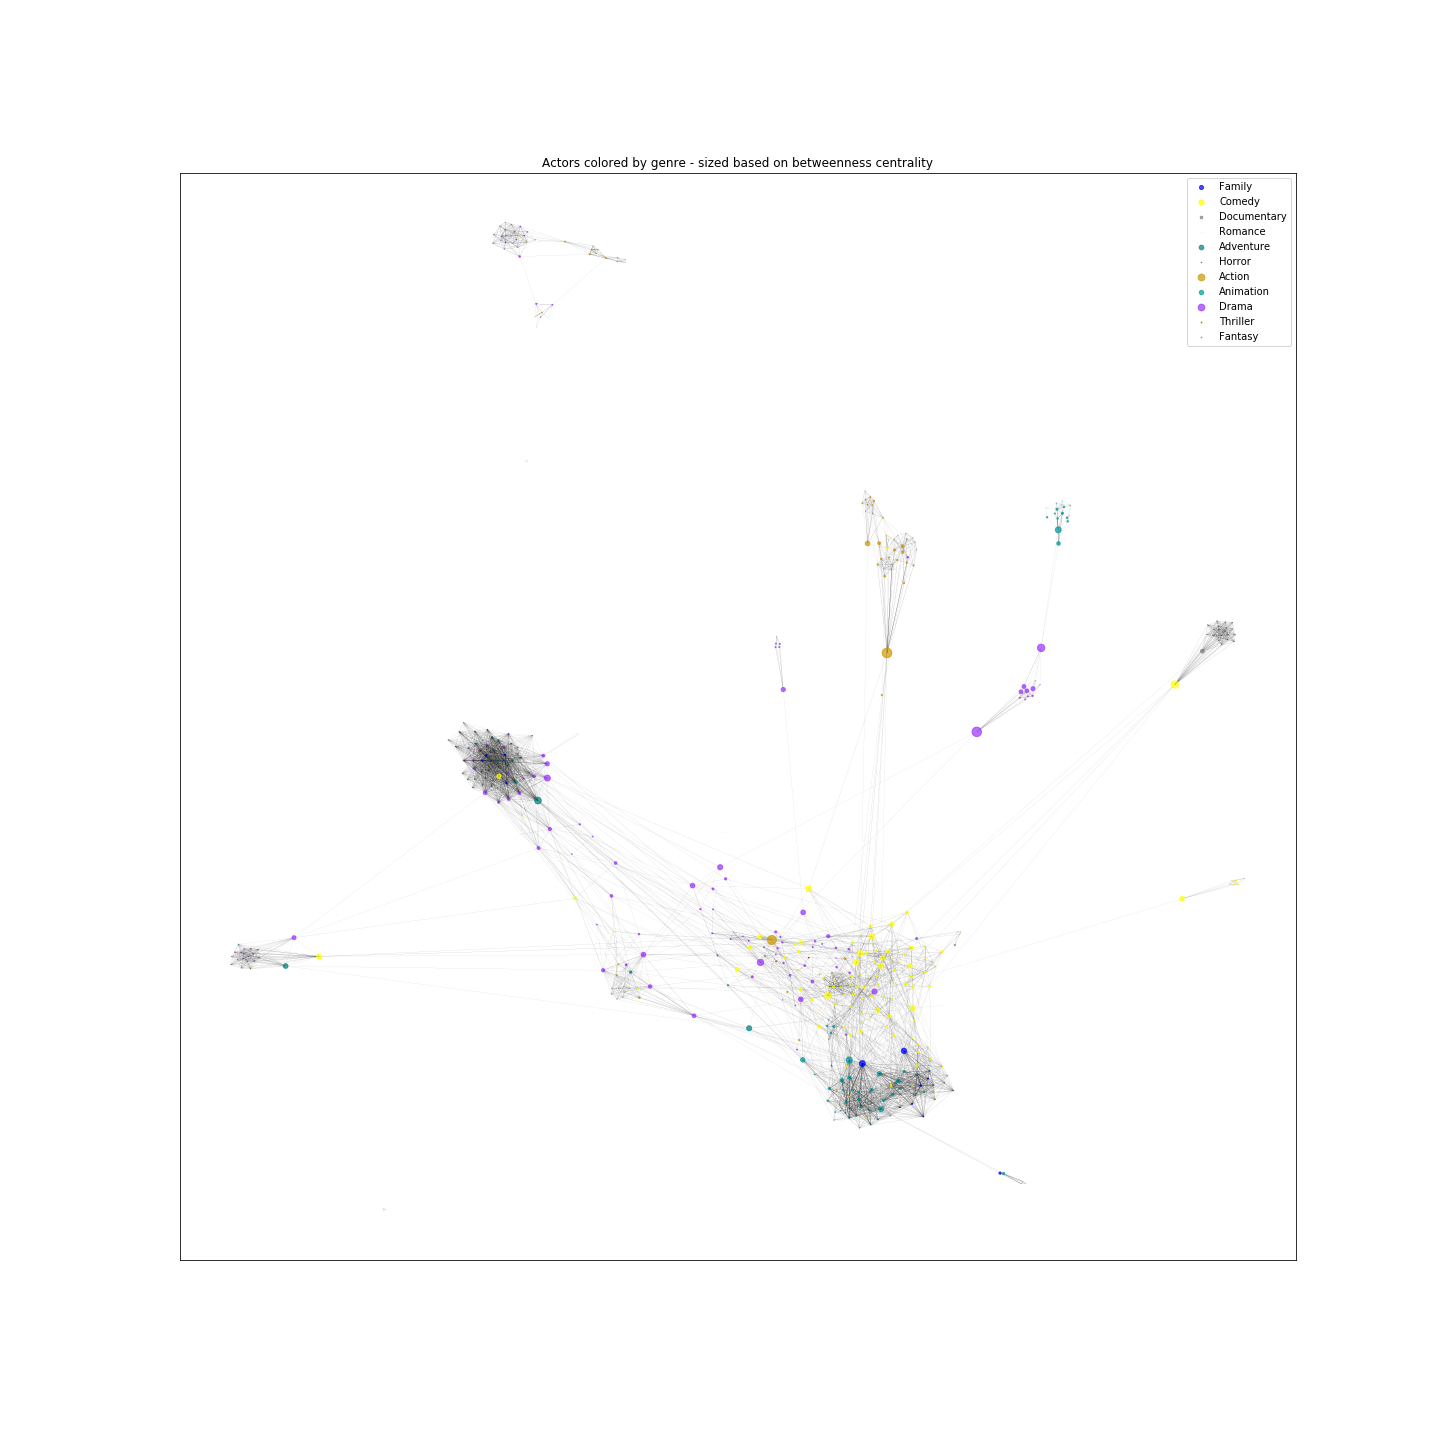 Actors colored by genre - sized based on betweenness centrality
Family
Comedy
Documentary
Romance
Adventure
Horror
Action
Animation
Drama
Thriller
Fantasy